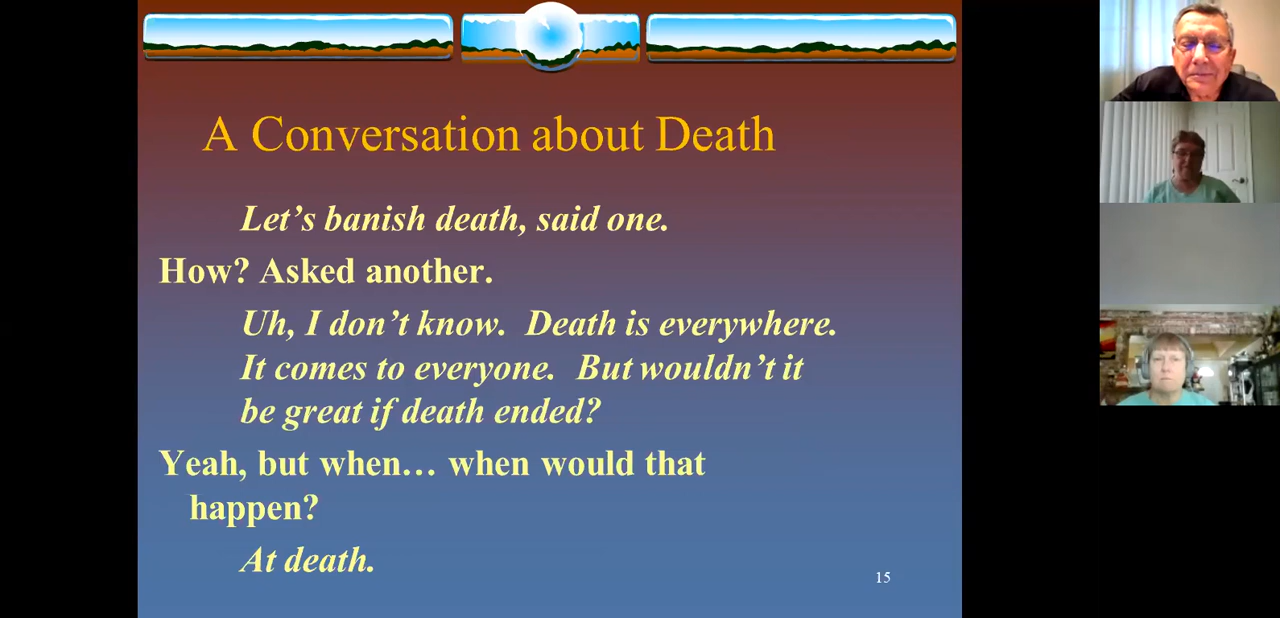 A Conversation about Death
Let’s banish death, said one.
How? Asked another.
Uh, I don’t know.  Death is everywhere.
It comes to everyone.  But wouldn’t it
be great if death ended?
Yeah, but when… when would that
happen?
At death.
15